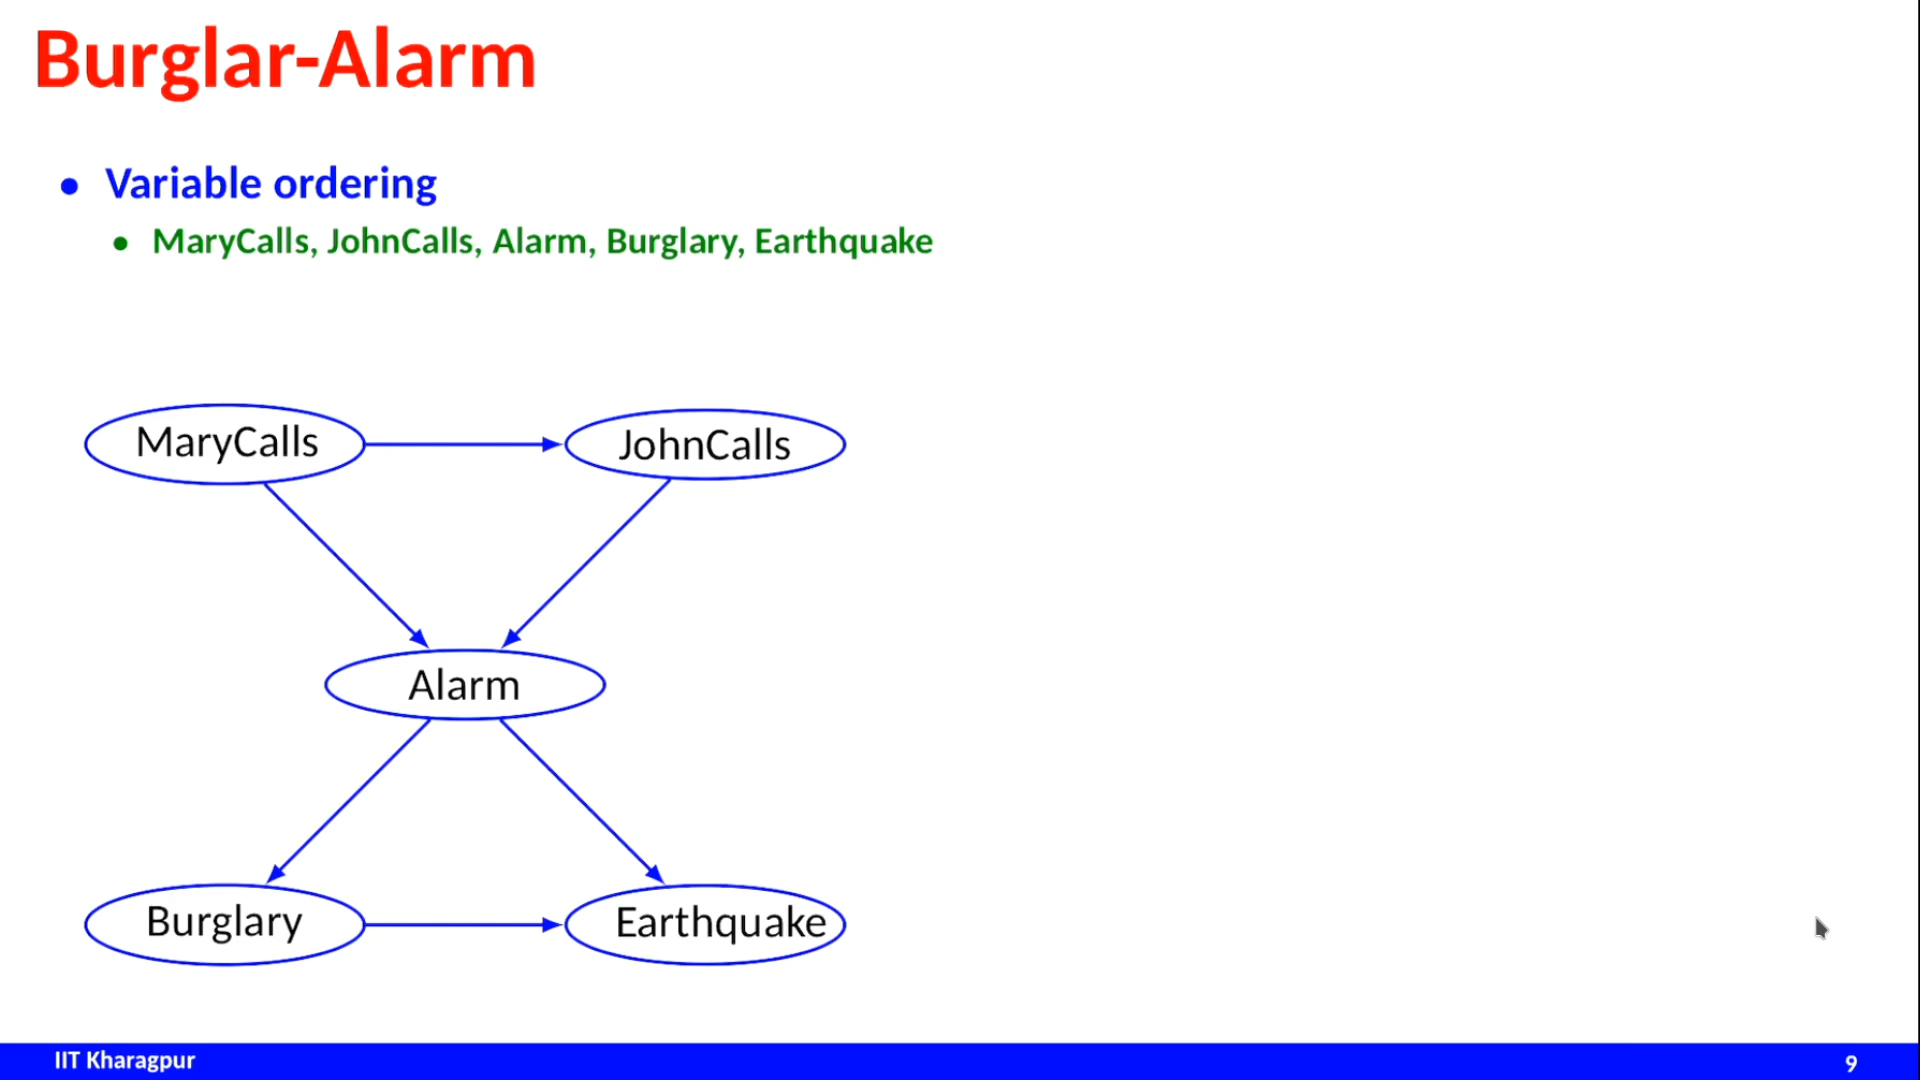 Burglar-Alarm
• Variable ordering
• MaryCalls, JohnCalls, Alarm, Burglary, Earthquake
MaryCalls
JohnCalls
Alarm
Burglary
Earthquake
IIT Kharagpur
9